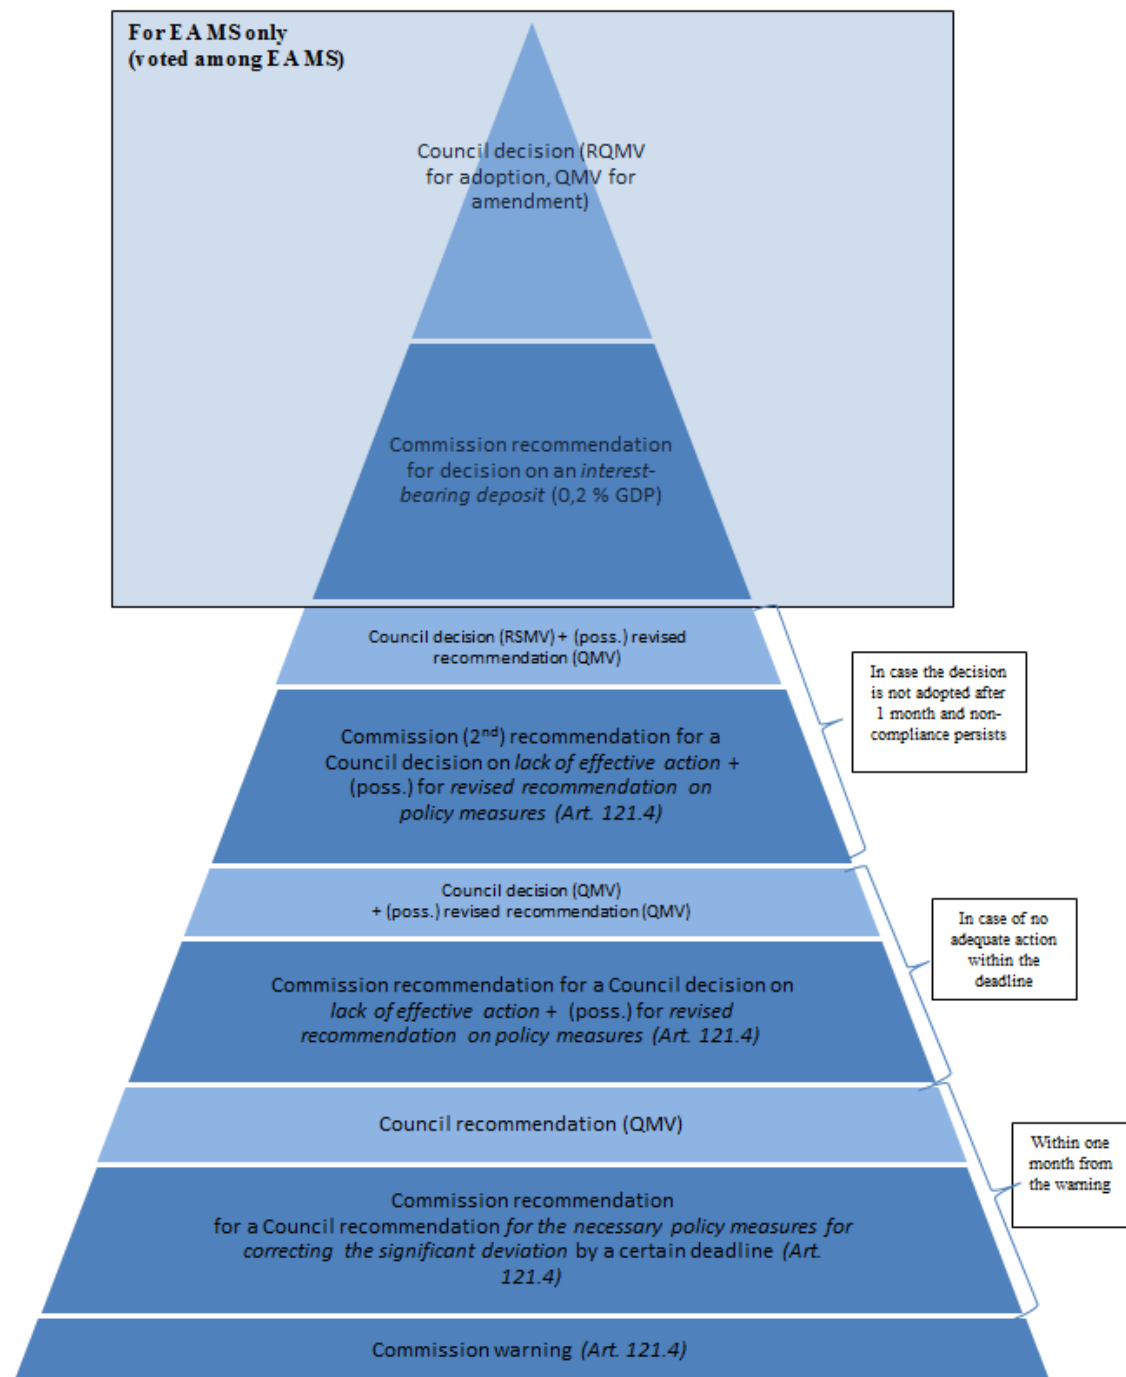 For EAMS only
(voted among EAMS)
Council decision (RQMV
for adoption, QMV for
amendment)
Commission recommendation
for decision on an interest-
bearing deposit (0,2 % GDP)
Council decision (RSMV) + (poss.) revised
recommendation (QMV)
In case the decision
is not adopted after
1 month and non-
compliance persists
Commission (2nd) recommendation for a
Council decision on lack of effective action +
(poss.) for revised recommendation on
policy measures (Art. 121.4)
Council decision (QMV)
+ (poss.) revised recommendation (QMV)
In case of no
adequate action
within the
deadline
Commission recommendation for a Council decision on
lack of effective action + (poss.) for revised
recommendation on policy measures (Art. 121.4)
Council recommendation (QMV)
Within one
month from
the warning
Commission recommendation
for a Council recommendation for the necessary policy measures for
correcting the significant deviation by a certain deadline (Art.
121.4)
Commission warning (Art. 121.4)